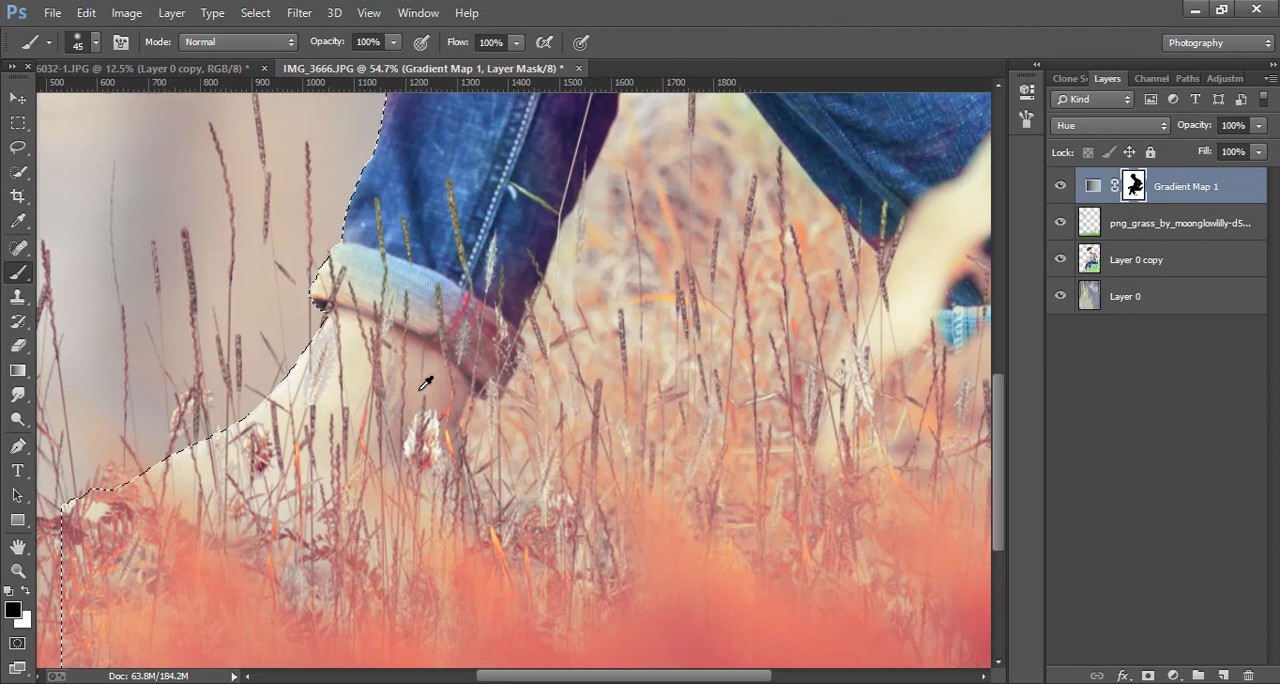 Ps File Edit Image Layer Type Select Filter 3D View Window Help
45 Mode: Normal Opacity: 100% Flow: 100% Photography
6032-1.JPG @ 12.5% (Layer 0 copy, RGB/8) * × IMG_3666.JPG @ 54.7% (Gradient Map 1, Layer Mask/8) * ×
500 600 700 800 900 1000 1100 1200 1300 1400 1500 1600 1700 1800
Clone S Layers Channel Paths Adjustm
Kind
Hue Opacity: 100%
Lock: Fill: 100%
Gradient Map 1
png_grass_by_moonglowlilly-d5...
Layer 0 copy
Layer 0
T
Doc: 63.8M/184.2M
fx